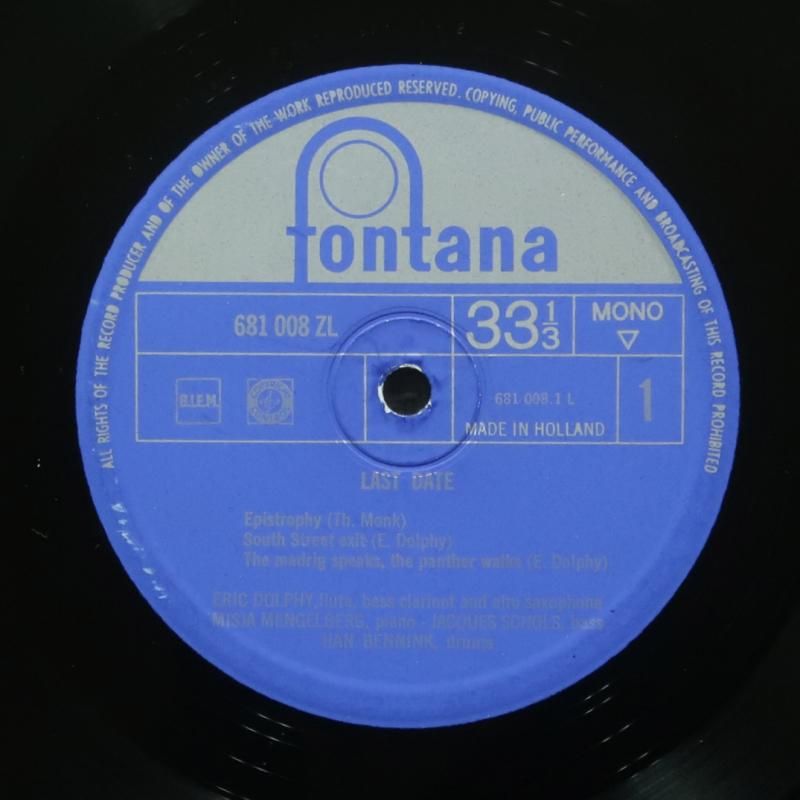 ALL RIGHTS OF THE RECORD PRODUCER AND OF THE OWNER OF THE WORK REPRODUCED RESERVED. COPYING, PUBLIC PERFORMANCE AND BROADCASTING OF THIS RECORD PROHIBITED
fontana
681 008 ZL
33 1/3
MONO
B.I.E.M.
681 008.1 L
MADE IN HOLLAND
1
LAST DATE
Epistrophy (Th. Monk)
South Street exit (E. Dolphy)
The madrig speaks, the panther walks (E. Dolphy)
ERIC DOLPHY, flute, bass clarinet and alto saxophone
MISJA MENGELBERG, piano - JACQUES SCHOLS, bass
HAN BENNINK, drums